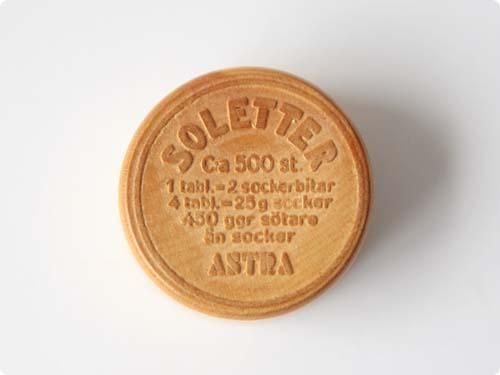 SOLETTER
Ca 500 st.
1 tabl.=2 sockerbitar
4 tabl.=25g socker
450 ggr sötare
än socker
ASTRA